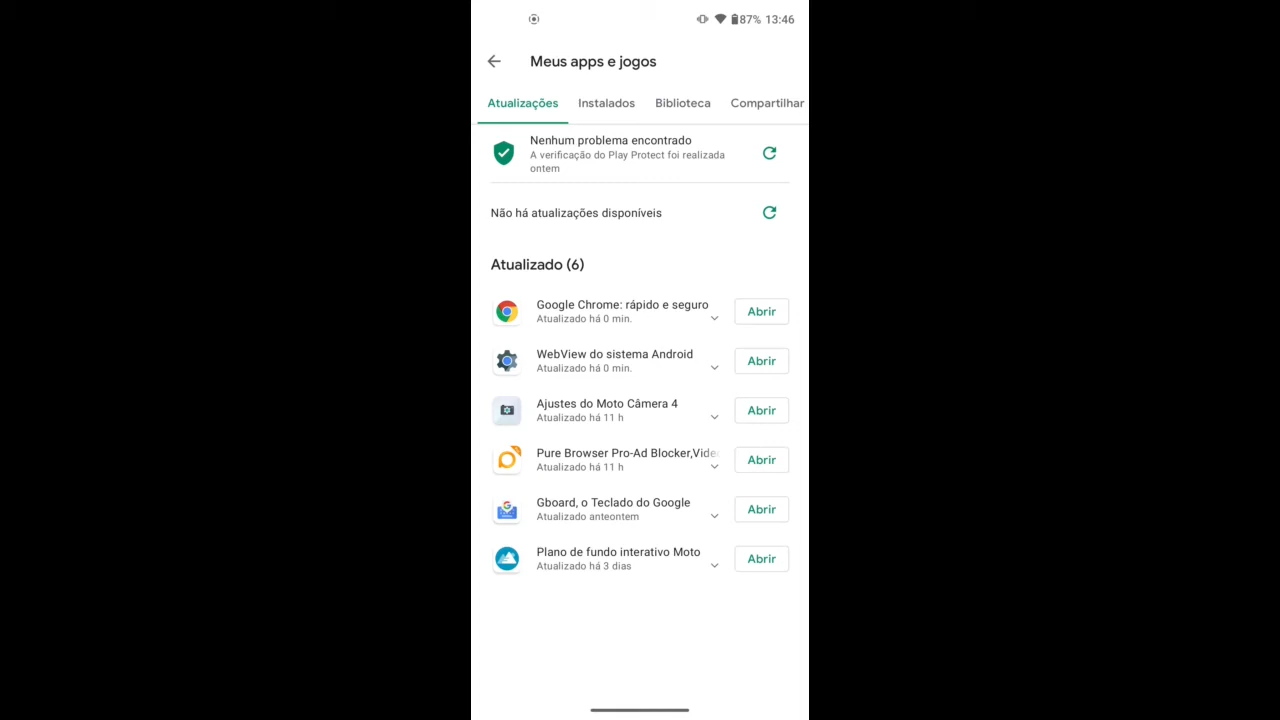 87% 13:46
Meus apps e jogos
Atualizações Instalados Biblioteca Compartilhar
Nenhum problema encontrado
A verificação do Play Protect foi realizada
ontem
Não há atualizações disponíveis
Atualizado (6)
Google Chrome: rápido e seguro
Atualizado há 0 min.
Abrir
WebView do sistema Android
Atualizado há 0 min.
Abrir
Ajustes do Moto Câmera 4
Atualizado há 11 h
Abrir
Pure Browser Pro-Ad Blocker,Vide
Atualizado há 11 h
Abrir
Gboard, o Teclado do Google
Atualizado anteontem
Abrir
Plano de fundo interativo Moto
Atualizado há 3 dias
Abrir